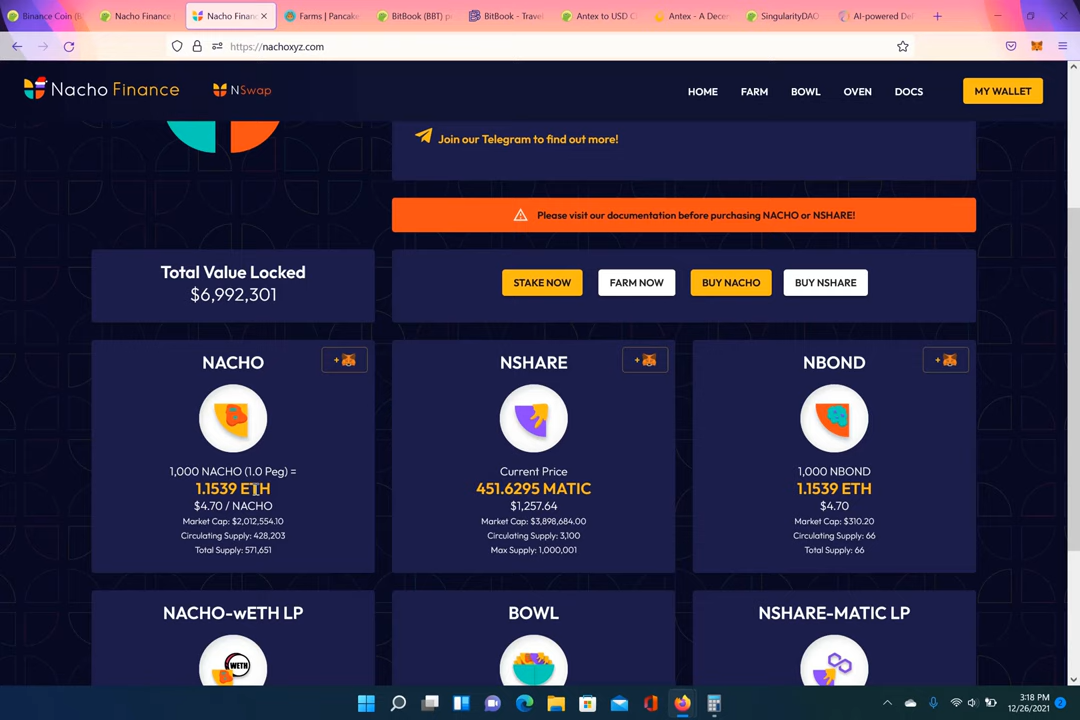 Binance Coin (B
Nacho Finance
Nacho Finan
Farms | Pancak
BitBook (BBT) p
BitBook - Trave
Antex to USD C
Antex - A Decen
SingularityDAO
AI-powered DeF
https://nachoxyz.com
Nacho Finance
NSwap
HOME
FARM
BOWL
OVEN
DOCS
MY WALLET
Join our Telegram to find out more!
Please visit our documentation before purchasing NACHO or NSHARE!
Total Value Locked
$6,992,301
STAKE NOW
FARM NOW
BUY NACHO
BUY NSHARE
NACHO
+
1,000 NACHO (1.0 Peg) =
1.1539 ETH
$4.70 / NACHO
Market Cap: $2,012,554.10
Circulating Supply: 428,203
Total Supply: 571,651
NSHARE
+
Current Price
451.6295 MATIC
$1,257.64
Market Cap: $3,898,684.00
Circulating Supply: 3,100
Max Supply: 1,000,001
NBOND
+
1,000 NBOND
1.1539 ETH
$4.70
Market Cap: $310.20
Circulating Supply: 66
Total Supply: 66
NACHO-wETH LP
WETH
BOWL
NSHARE-MATIC LP
3:18 PM
12/26/2021
2